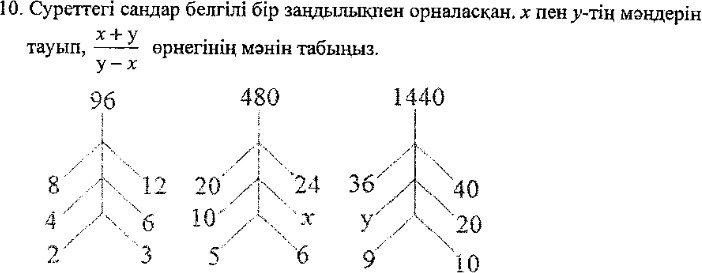 10. Суреттегі сандар белгілі бір заңдылықпен орналасқан. x пен y-тің мәндерін
тауып, (x + y)/(y − x) өрнегінің мәнін табыңыз.
96 480 1440
8 12 20 24 36 40
4 6 10 x y 20
2 3 5 6 9 10